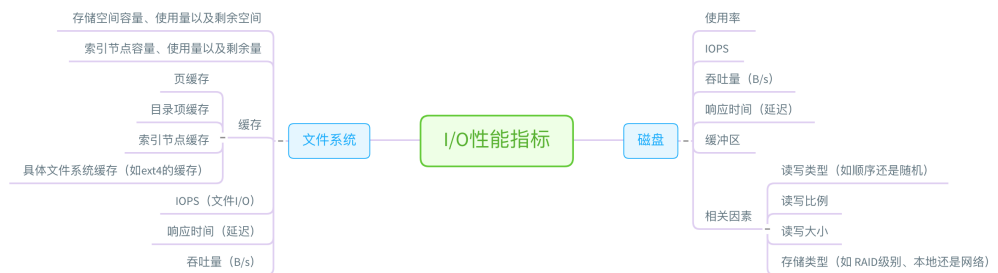 I/O性能指标
文件系统
存储空间容量、使用量以及剩余空间
索引节点容量、使用量以及剩余量
缓存
页缓存
目录项缓存
索引节点缓存
具体文件系统缓存（如ext4的缓存）
IOPS（文件I/O）
响应时间（延迟）
吞吐量（B/s）
磁盘
使用率
IOPS
吞吐量（B/s）
响应时间（延迟）
缓冲区
相关因素
读写类型（如顺序还是随机）
读写比例
读写大小
存储类型（如 RAID级别、本地还是网络）